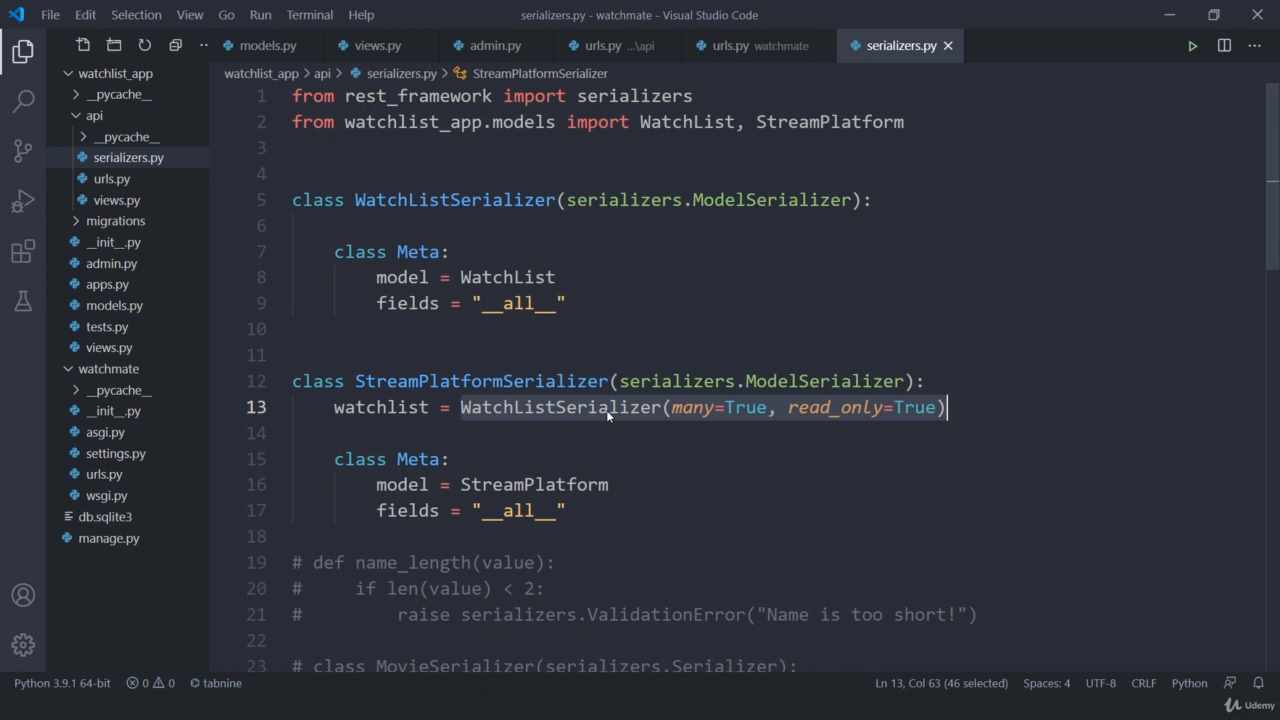 File Edit Selection View Go Run Terminal Help serializers.py - watchmate - Visual Studio Code
models.py views.py admin.py urls.py ...\api urls.py watchmate serializers.py
watchlist_app
__pycache__
api
__pycache__
serializers.py
urls.py
views.py
migrations
__init__.py
admin.py
apps.py
models.py
tests.py
views.py
watchmate
__pycache__
__init__.py
asgi.py
settings.py
urls.py
wsgi.py
db.sqlite3
manage.py
watchlist_app > api > serializers.py > StreamPlatformSerializer
1 from rest_framework import serializers
2 from watchlist_app.models import WatchList, StreamPlatform
3
4
5 class WatchListSerializer(serializers.ModelSerializer):
6
7 class Meta:
8 model = WatchList
9 fields = "__all__"
10
11
12 class StreamPlatformSerializer(serializers.ModelSerializer):
13 watchlist = WatchListSerializer(many=True, read_only=True)
14
15 class Meta:
16 model = StreamPlatform
17 fields = "__all__"
18
19 # def name_length(value):
20 # if len(value) < 2:
21 # raise serializers.ValidationError("Name is too short!")
22
23 # class MovieSerializer(serializers.Serializer):
Python 3.9.1 64-bit 0 0 tabnine Ln 13, Col 63 (46 selected) Spaces: 4 UTF-8 CRLF Python
Udemy